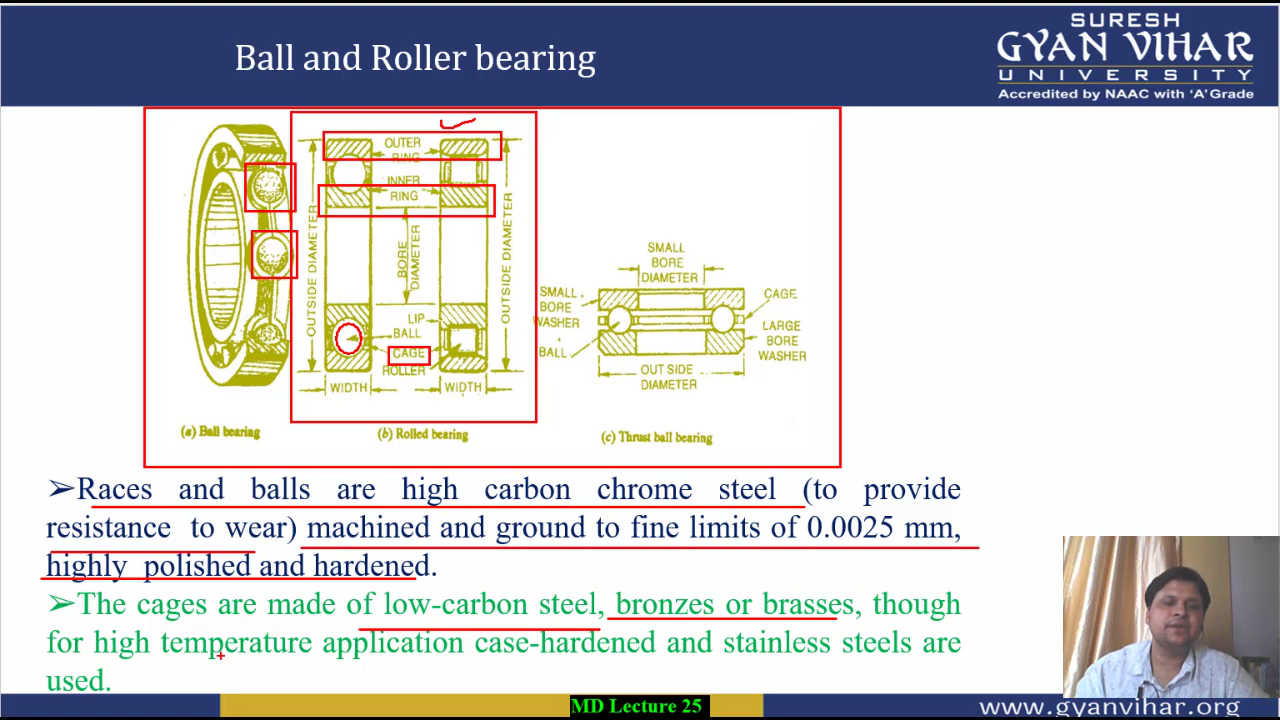 Ball and Roller bearing
SURESH
GYAN VIHAR
UNIVERSITY
Accredited by NAAC with 'A' Grade
OUTER
RING
INNER
RING
OUTSIDE DIAMETER
BORE
DIAMETER
OUTSIDE DIAMETER
LIP
BALL
CAGE
ROLLER
WIDTH
WIDTH
SMALL
BORE
DIAMETER
SMALL
BORE
WASHER
BALL
CAGE
LARGE
BORE
WASHER
OUT SIDE
DIAMETER
(a) Ball bearing
(b) Rolled bearing
(c) Thrust ball bearing
➢Races and balls are high carbon chrome steel (to provide
resistance to wear) machined and ground to fine limits of 0.0025 mm,
highly polished and hardened.
➢The cages are made of low-carbon steel, bronzes or brasses, though
for high temperature application case-hardened and stainless steels are
used.
MD Lecture 25
www.gyanvihar.org